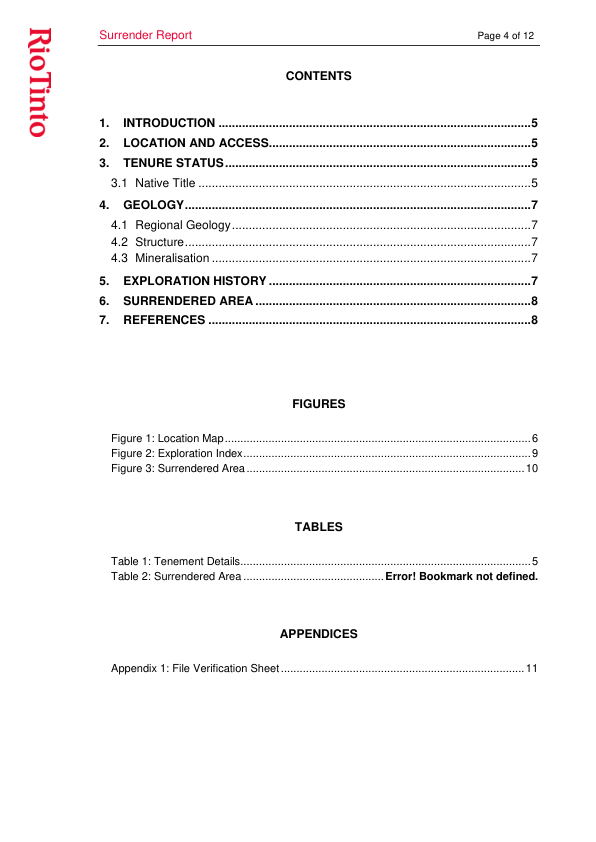 RioTinto
Surrender Report Page 4 of 12
CONTENTS
1. INTRODUCTION ................................................................................................5
2. LOCATION AND ACCESS................................................................................5
3. TENURE STATUS..............................................................................................5
3.1 Native Title ..........................................................................................................5
4. GEOLOGY..........................................................................................................7
4.1 Regional Geology................................................................................................7
4.2 Structure..............................................................................................................7
4.3 Mineralisation ......................................................................................................7
5. EXPLORATION HISTORY ................................................................................7
6. SURRENDERED AREA .....................................................................................8
7. REFERENCES ...................................................................................................8
FIGURES
Figure 1: Location Map..................................................................................................6
Figure 2: Exploration Index............................................................................................9
Figure 3: Surrendered Area.........................................................................................10
TABLES
Table 1: Tenement Details.............................................................................................5
Table 2: Surrendered Area .............................................Error! Bookmark not defined.
APPENDICES
Appendix 1: File Verification Sheet..............................................................................11